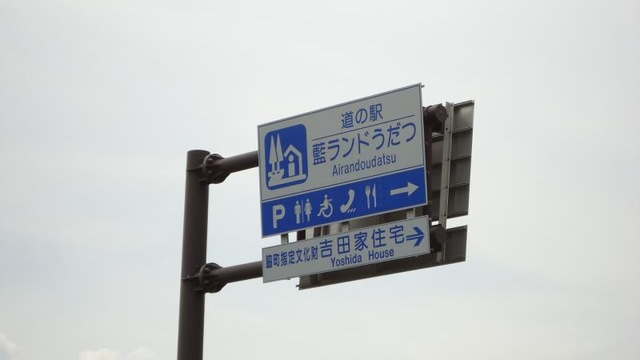 道の駅
藍ランドうだつ
Airandoudatsu
P
脇町指定文化財 吉田家住宅
Yoshida House